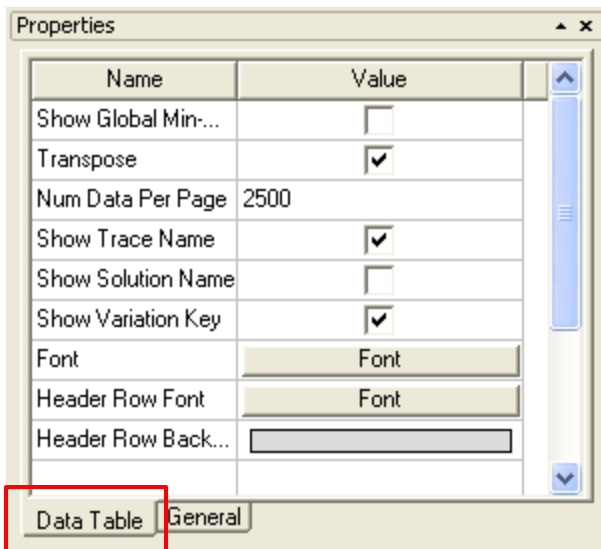 Properties
Name Value
Show Global Min-...
Transpose
Num Data Per Page 2500
Show Trace Name
Show Solution Name
Show Variation Key
Font Font
Header Row Font Font
Header Row Back...
Data Table General